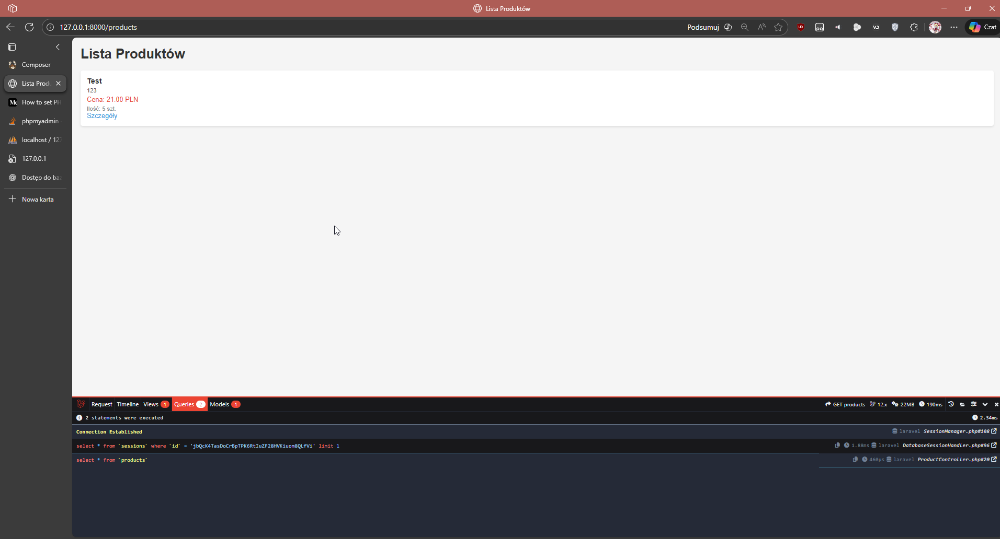 Lista Produktów
127.0.0.1:8000/products
Podsumuj
Czat
Composer
Lista Produ
How to set PH
phpmyadmin
localhost / 127
127.0.0.1
Dostęp do baz
Nowa karta
Lista Produktów
Test
123
Cena: 21.00 PLN
Ilość: 5 szt.
Szczegóły
Request Timeline Views 1 Queries 2 Models 1
GET products 12.x 22MB 190ms
2 statements were executed 2.34ms
Connection Established laravel SessionManager.php#108
select * from `sessions` where `id` = 'jbQcK4TasDoCrBpTPK6RtIuZF28HVKiuom8QLfVi' limit 1 1.88ms laravel DatabaseSessionHandler.php#96
select * from `products` 460μs laravel ProductController.php#20